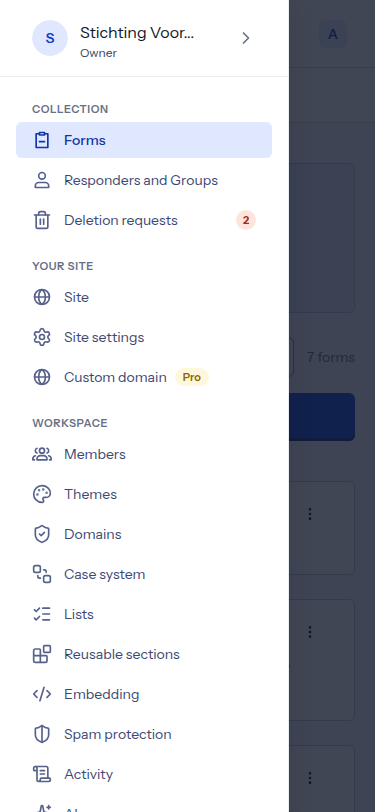 S
Stichting Voor...
Owner
A
COLLECTION
Forms
Responders and Groups
Deletion requests
2
YOUR SITE
Site
Site settings
7 forms
Custom domain
Pro
WORKSPACE
Members
Themes
Domains
Case system
Lists
Reusable sections
Embedding
Spam protection
Activity